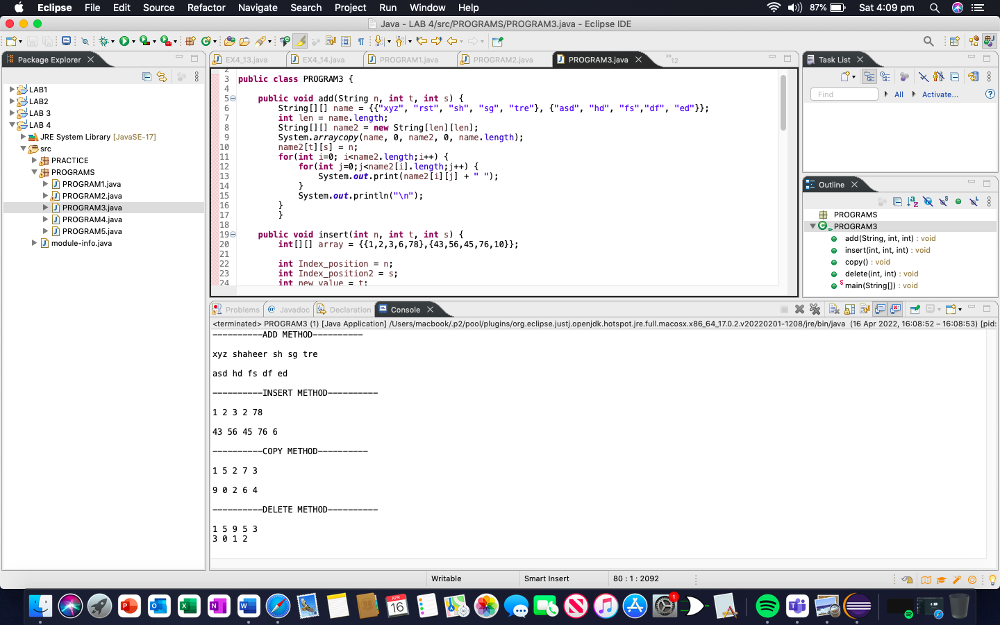 Eclipse File Edit Source Refactor Navigate Search Project Run Window Help 87% Sat 4:09 pm
Java - LAB 4/src/PROGRAMS/PROGRAM3.java - Eclipse IDE
Package Explorer
LAB1
LAB2
LAB 3
LAB 4
JRE System Library [JavaSE-17]
src
PRACTICE
PROGRAMS
PROGRAM1.java
PROGRAM2.java
PROGRAM3.java
PROGRAM4.java
PROGRAM5.java
module-info.java
EX4_13.java EX4_14.java PROGRAM1.java PROGRAM2.java PROGRAM3.java 12
2
3 public class PROGRAM3 {
4
5 public void add(String n, int t, int s) {
6 String[][] name = {{"xyz", "rst", "sh", "sg", "tre"}, {"asd", "hd", "fs","df", "ed"}};
7 int len = name.length;
8 String[][] name2 = new String[len][len];
9 System.arraycopy(name, 0, name2, 0, name.length);
10 name2[t][s] = n;
11 for(int i=0; i<name2.length;i++) {
12 for(int j=0;j<name2[i].length;j++) {
13 System.out.print(name2[i][j] + " ");
14 }
15 System.out.println("\n");
16 }
17 }
18
19 public void insert(int n, int t, int s) {
20 int[][] array = {{1,2,3,6,78},{43,56,45,76,10}};
21
22 int Index_position = n;
23 int Index_position2 = s;
24 int new_value = t;
Task List
Find All Activate...
Outline
PROGRAMS
PROGRAM3
add(String, int, int) : void
insert(int, int, int) : void
copy() : void
delete(int, int) : void
S main(String[]) : void
Problems Javadoc Declaration Console
<terminated> PROGRAM3 (1) [Java Application] /Users/macbook/.p2/pool/plugins/org.eclipse.justj.openjdk.hotspot.jre.full.macosx.x86_64_17.0.2.v20220201-1208/jre/bin/java (16 Apr 2022, 16:08:52 – 16:08:53) [pid:
----------ADD METHOD----------
xyz shaheer sh sg tre
asd hd fs df ed
----------INSERT METHOD----------
1 2 3 2 78
43 56 45 76 6
----------COPY METHOD----------
1 5 2 7 3
9 0 2 6 4
----------DELETE METHOD----------
1 5 9 5 3
3 0 1 2
Writable Smart Insert 80 : 1 : 2092
APR
16
1